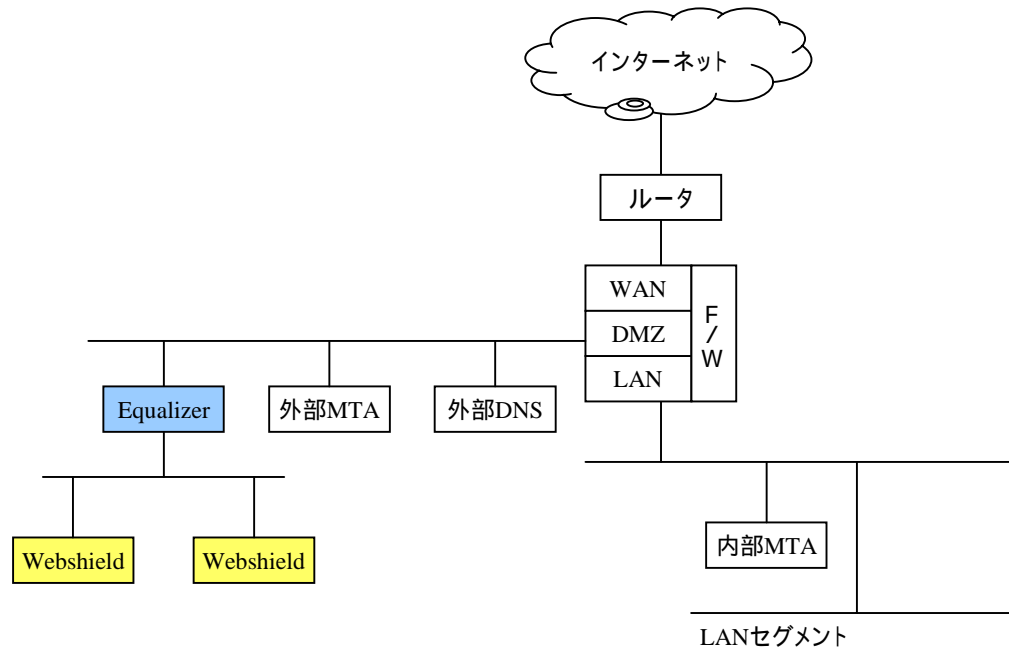 インターネット
ルータ
WAN
DMZ
LAN
F/W
Equalizer
外部MTA
外部DNS
Webshield
Webshield
内部MTA
LANセグメント